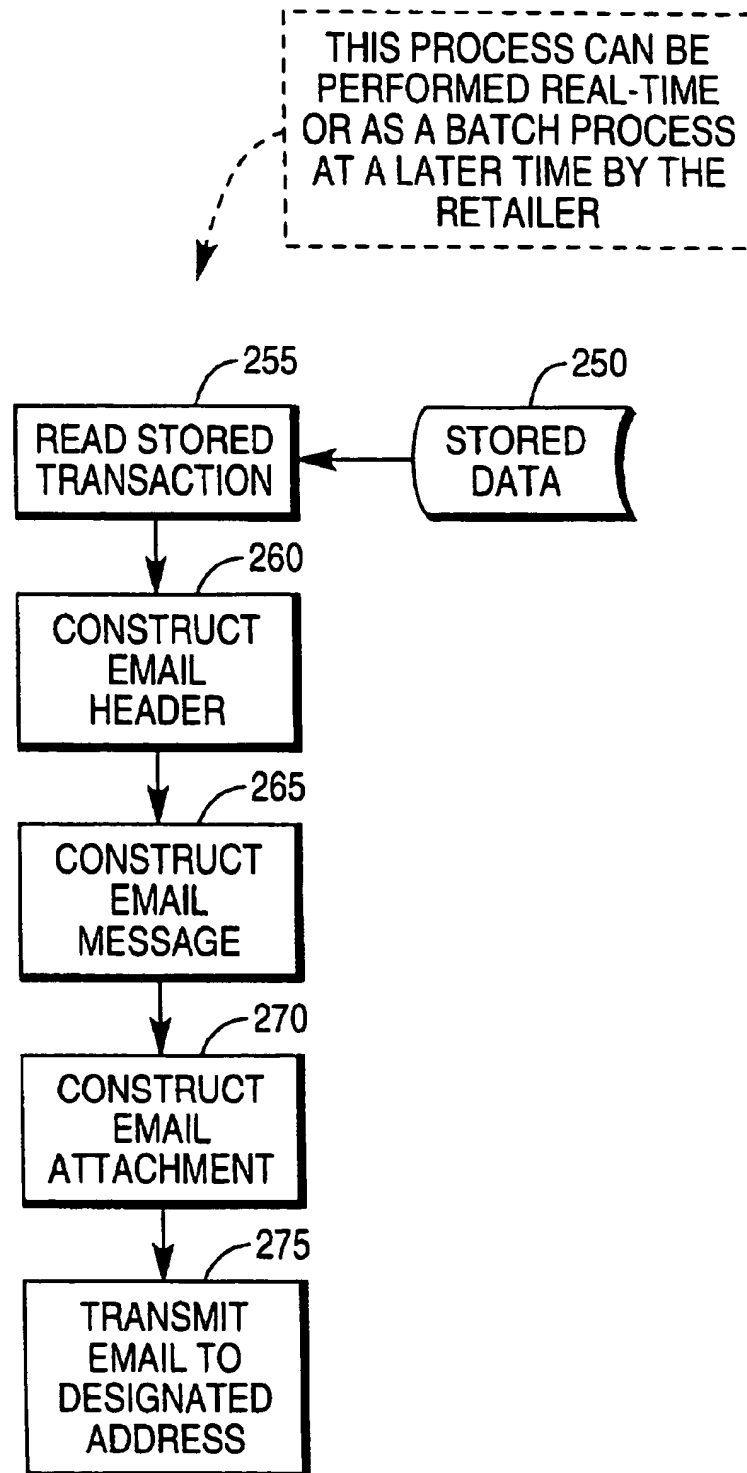 THIS PROCESS CAN BE
PERFORMED REAL-TIME
OR AS A BATCH PROCESS
AT A LATER TIME BY THE
RETAILER
255
250
READ STORED
TRANSACTION
STORED
DATA
260
CONSTRUCT
EMAIL
HEADER
265
CONSTRUCT
EMAIL
MESSAGE
270
CONSTRUCT
EMAIL
ATTACHMENT
275
TRANSMIT
EMAIL TO
DESIGNATED
ADDRESS